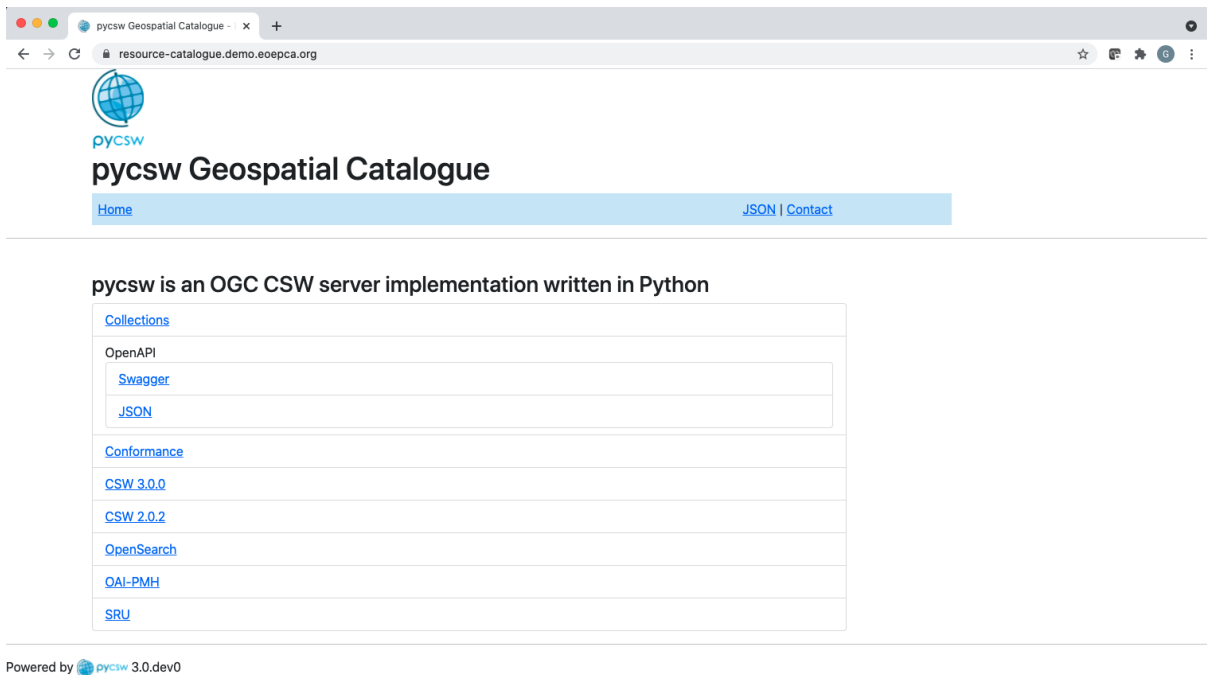 pycsw Geospatial Catalogue -
resource-catalogue.demo.eoepca.org
G
pycsw
pycsw Geospatial Catalogue
Home JSON | Contact
pycsw is an OGC CSW server implementation written in Python
Collections
OpenAPI
Swagger
JSON
Conformance
CSW 3.0.0
CSW 2.0.2
OpenSearch
OAI-PMH
SRU
Powered by pycsw 3.0.dev0